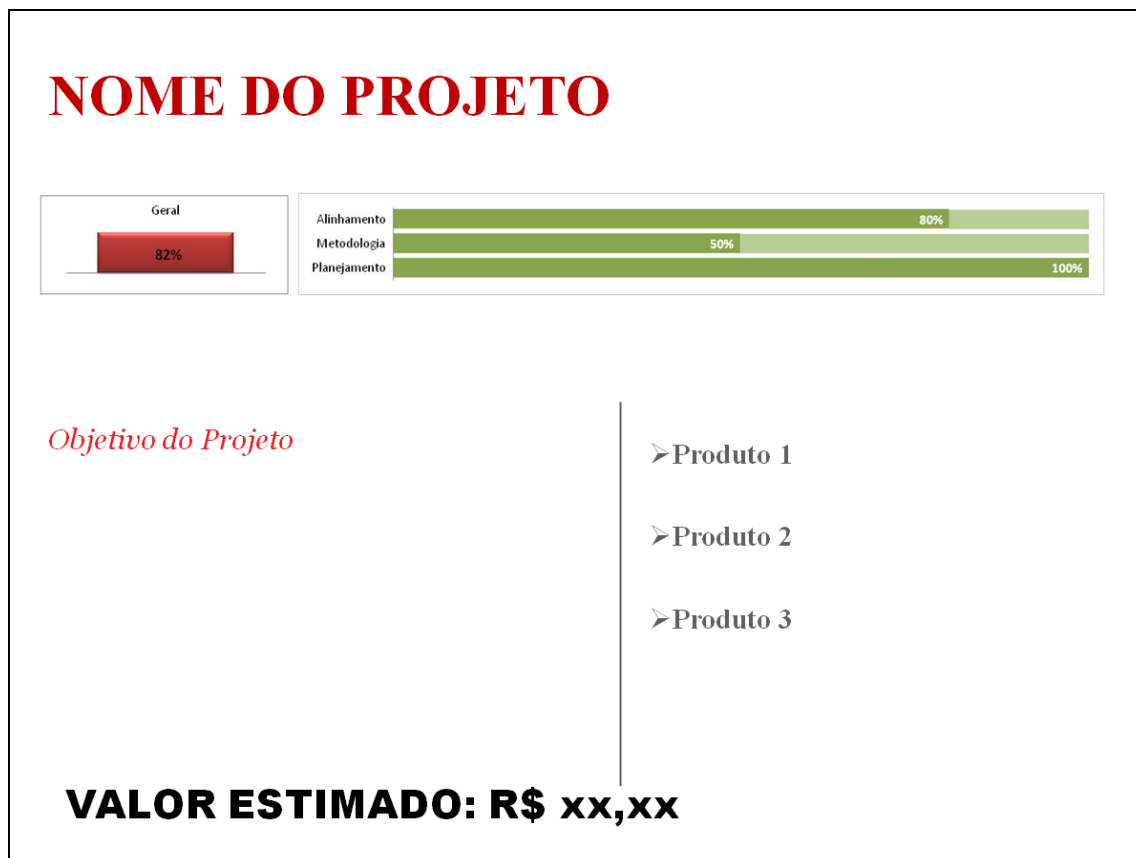 NOME DO PROJETO
Geral
82%
Alinhamento 80%
Metodologia 50%
Planejamento 100%
Objetivo do Projeto
➢Produto 1
➢Produto 2
➢Produto 3
VALOR ESTIMADO: R$ xx,xx